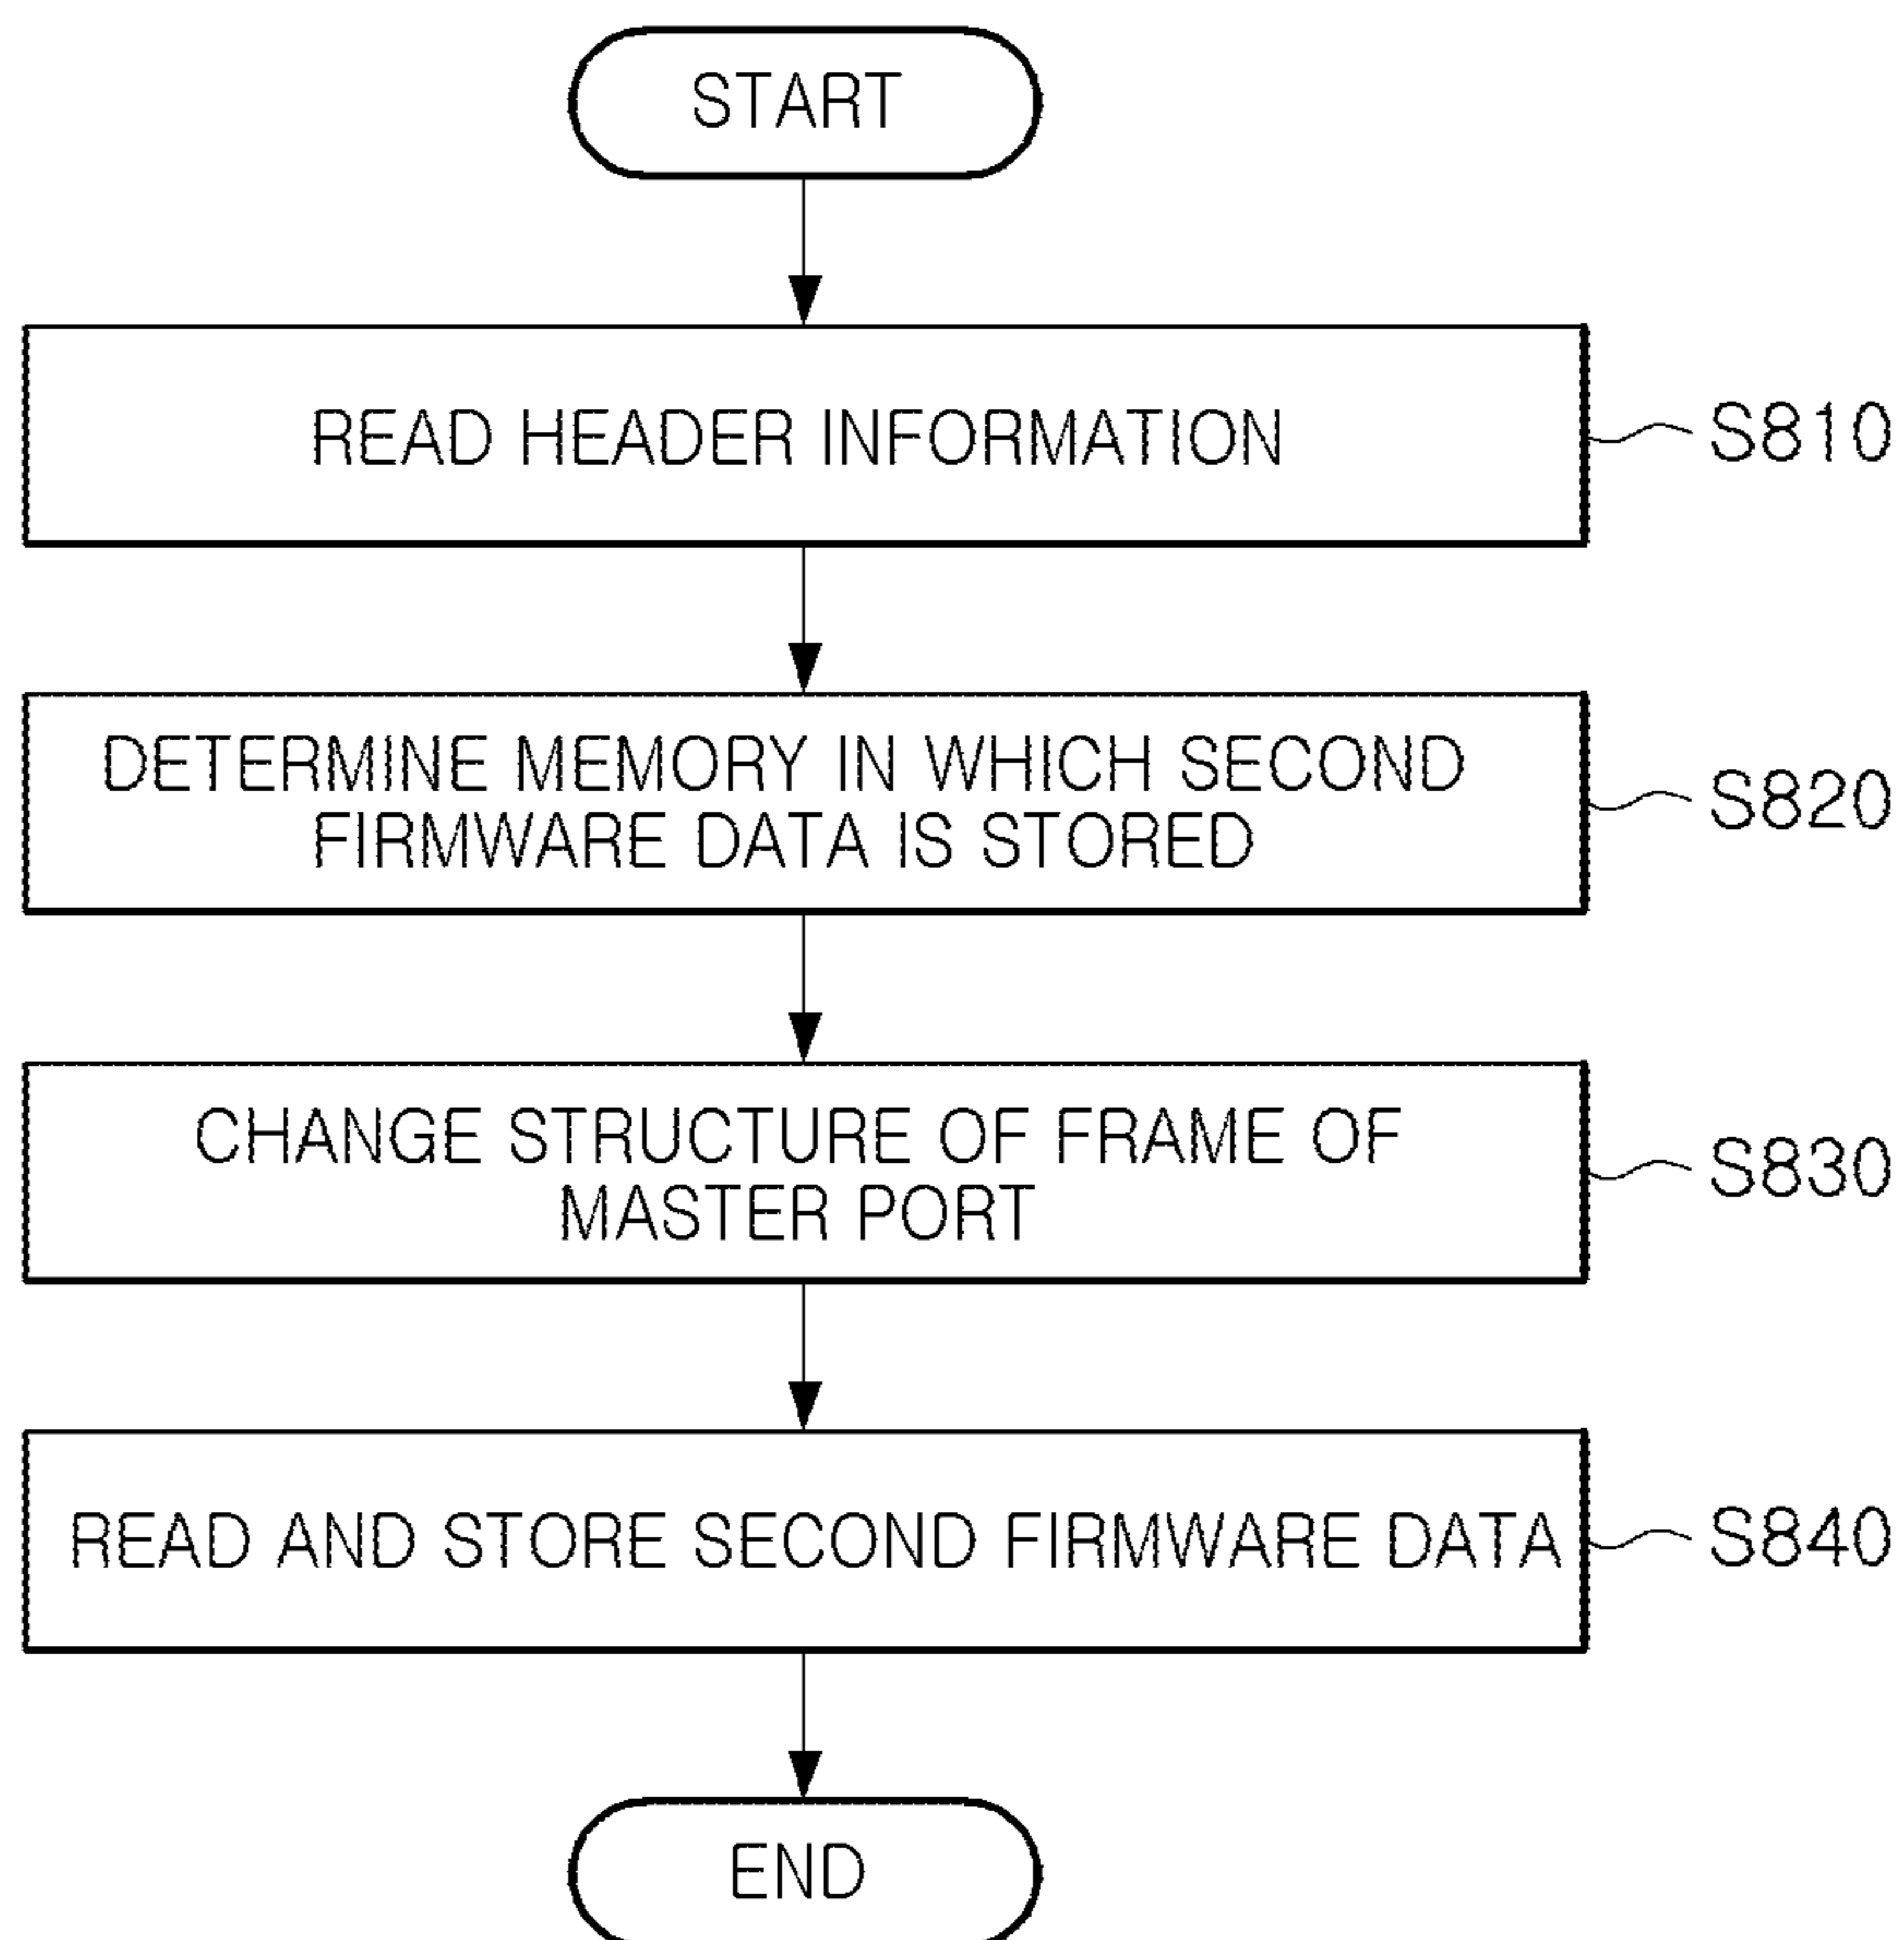 START
READ HEADER INFORMATION
S810
DETERMINE MEMORY IN WHICH SECOND
FIRMWARE DATA IS STORED
S820
CHANGE STRUCTURE OF FRAME OF
MASTER PORT
S830
READ AND STORE SECOND FIRMWARE DATA
S840
END